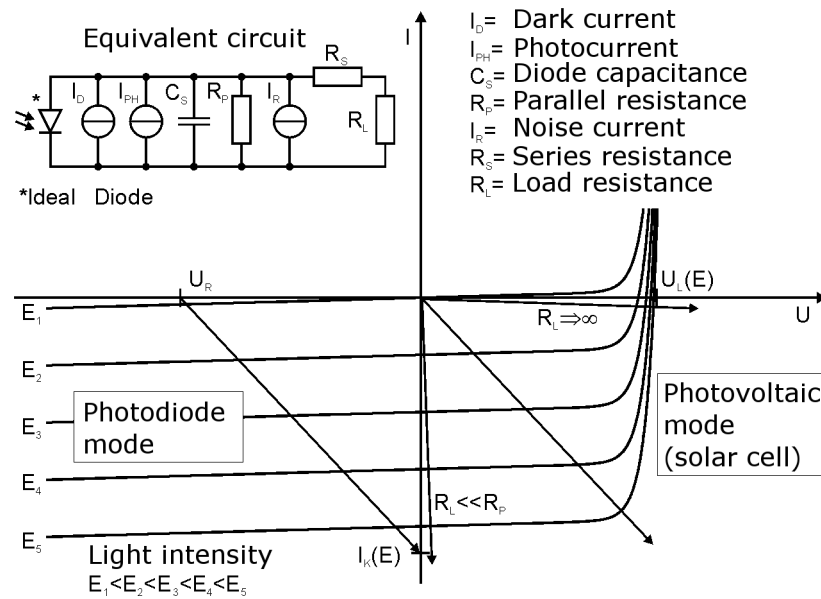 Equivalent circuit
* I_D I_PH C_S R_P I_R R_S R_L
*Ideal Diode
I_D= Dark current
I_PH= Photocurrent
C_S= Diode capacitance
R_P= Parallel resistance
I_R= Noise current
R_S= Series resistance
R_L= Load resistance
I
U_R
U_L(E)
U
R_L⇒∞
E_1
E_2
E_3
E_4
E_5
Photodiode
mode
Photovoltaic
mode
(solar cell)
R_L<<R_P
I_K(E)
Light intensity
E_1<E_2<E_3<E_4<E_5